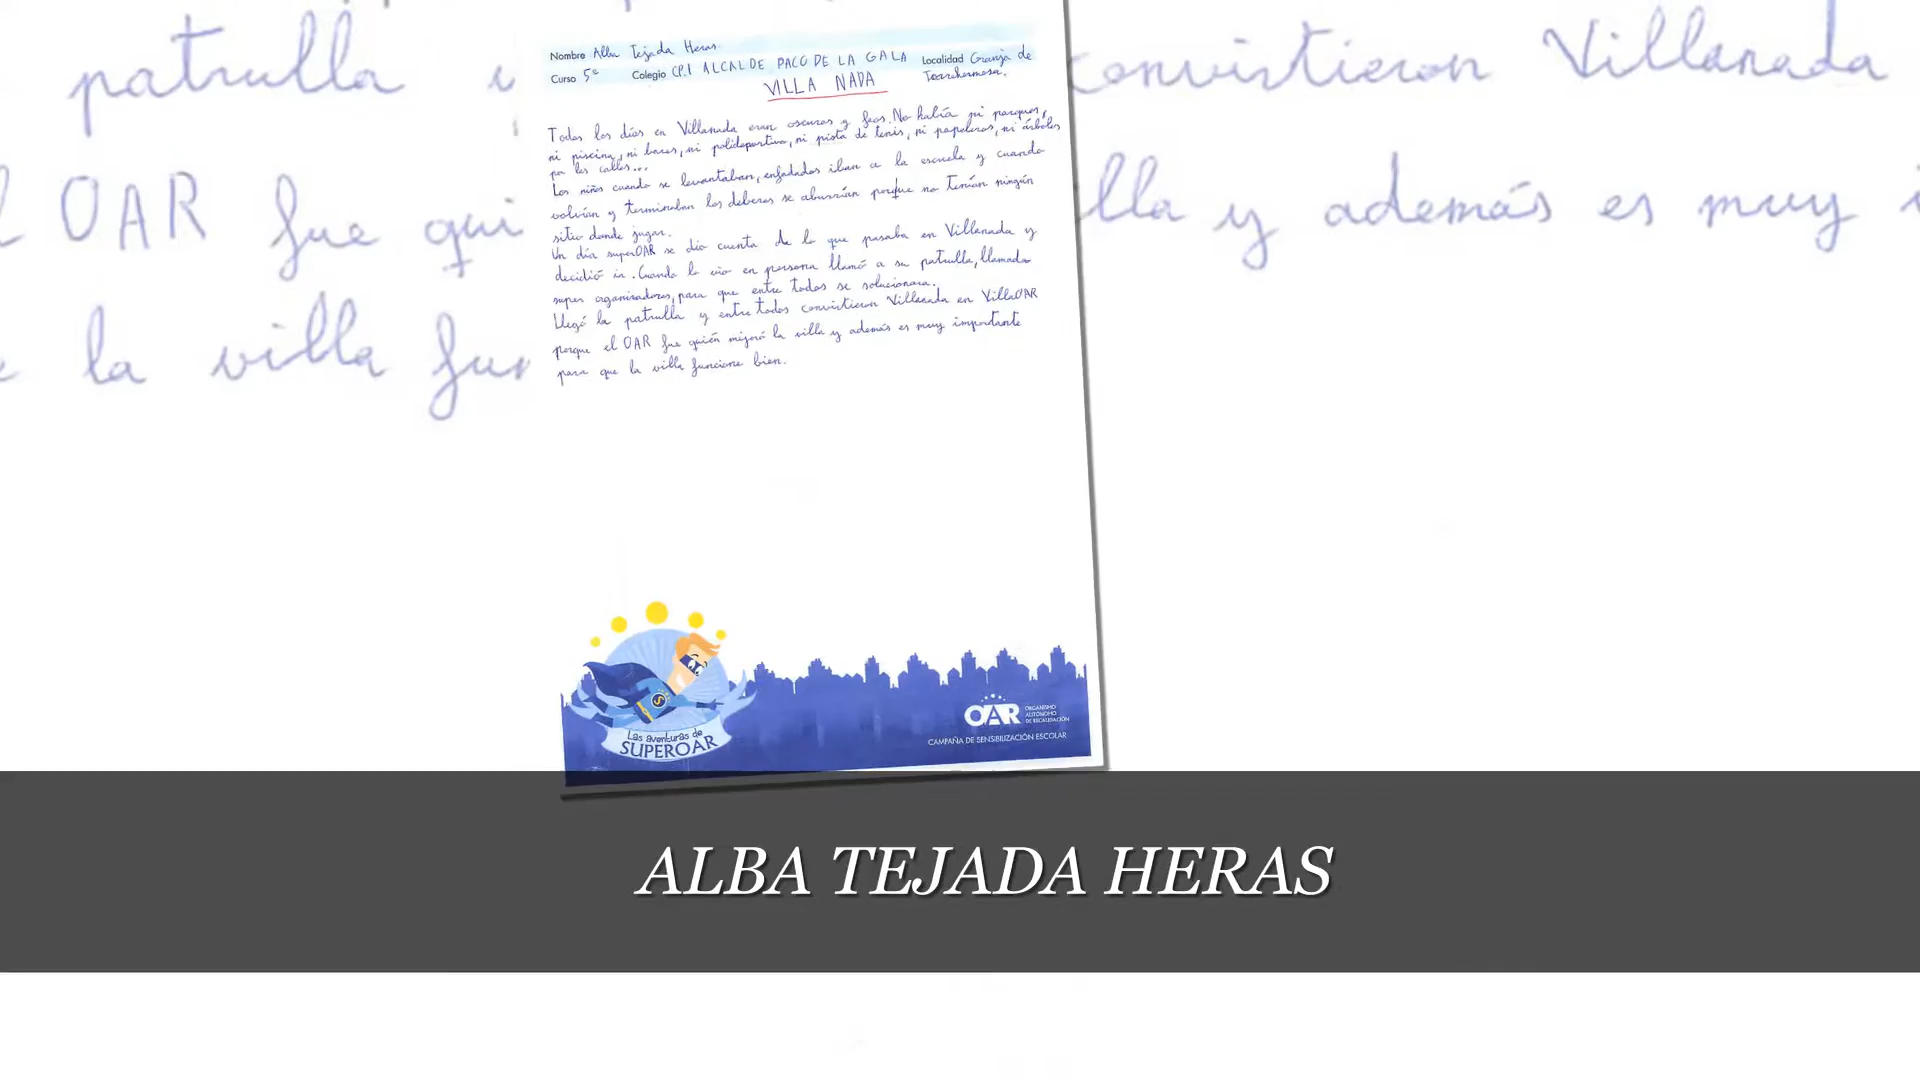 patrulla
convirtieron Villanada
OAR fue qui
lla y además es muy
la villa fun
Nombre Alba Tejada Heras
Curso 5º Colegio C.P.I ALCALDE PACO DE LA GALA Localidad Granja de Torrehermosa.
VILLA NADA
Todos los días en Villanada eran oscuros y feos. No había ni parques,
ni piscina, ni bares, ni polideportivo, ni pista de tenis, ni papeleras, ni árboles
por las calles...
Los niños cuando se levantaban, enfadados iban a la escuela y cuando
volvían y terminaban los deberes se aburrían porque no tenían ningún
sitio donde jugar.
Un día superOAR se dio cuenta de lo que pasaba en Villanada y
decidió ir. Cuando lo vio en persona llamó a su patrulla, llamada
super organizadores, para que entre todos se solucionara.
Llegó la patrulla y entre todos convirtieron Villanada en VillaOAR
porque el OAR fue quién mejoró la villa y además es muy importante
para que la villa funcione bien.
Las aventuras de
SUPEROAR
OAR ORGANISMO
AUTÓNOMO
DE RECAUDACIÓN
CAMPAÑA DE SENSIBILIZACIÓN ESCOLAR
ALBA TEJADA HERAS